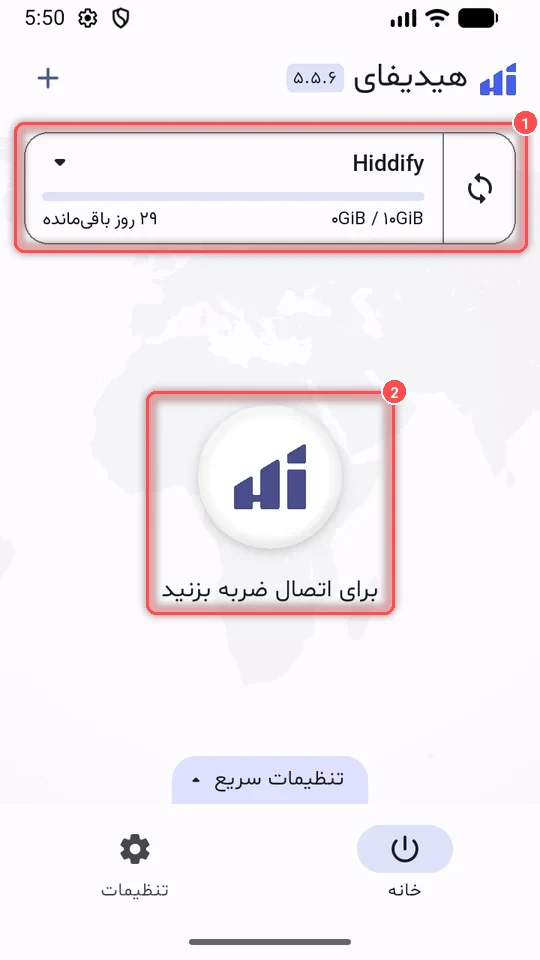 5:50
هیدیفای ۵.۵.۶
1
Hiddify
۰GiB / ۱۰GiB ۲۹ روز باقی‌مانده
2
برای اتصال ضربه بزنید
تنظیمات سریع
خانه تنظیمات